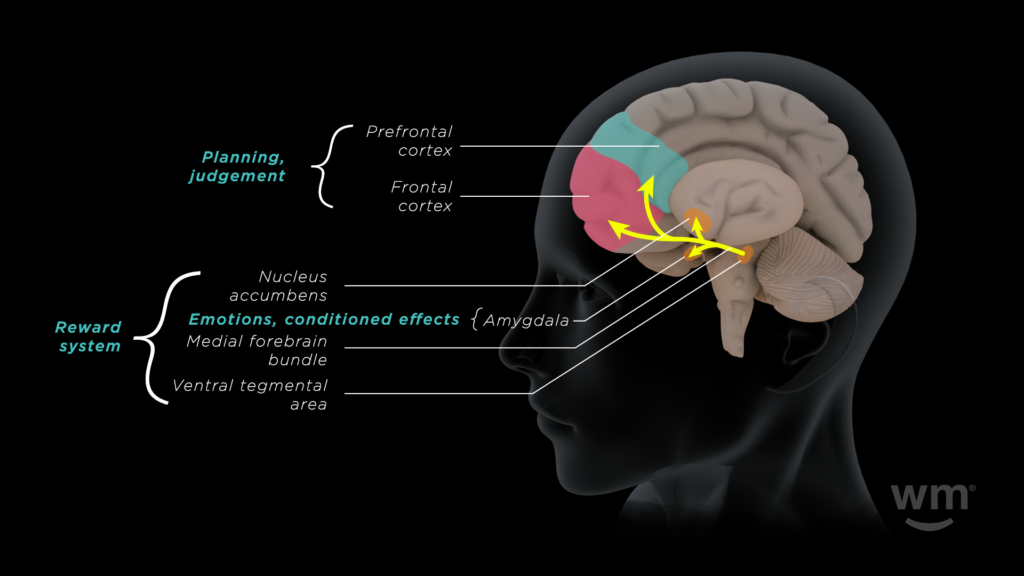 Planning,
judgement
Prefrontal
cortex
Frontal
cortex
Reward
system
Nucleus
accumbens
Emotions, conditioned effects
Amygdala
Medial forebrain
bundle
Ventral tegmental
area
wm®